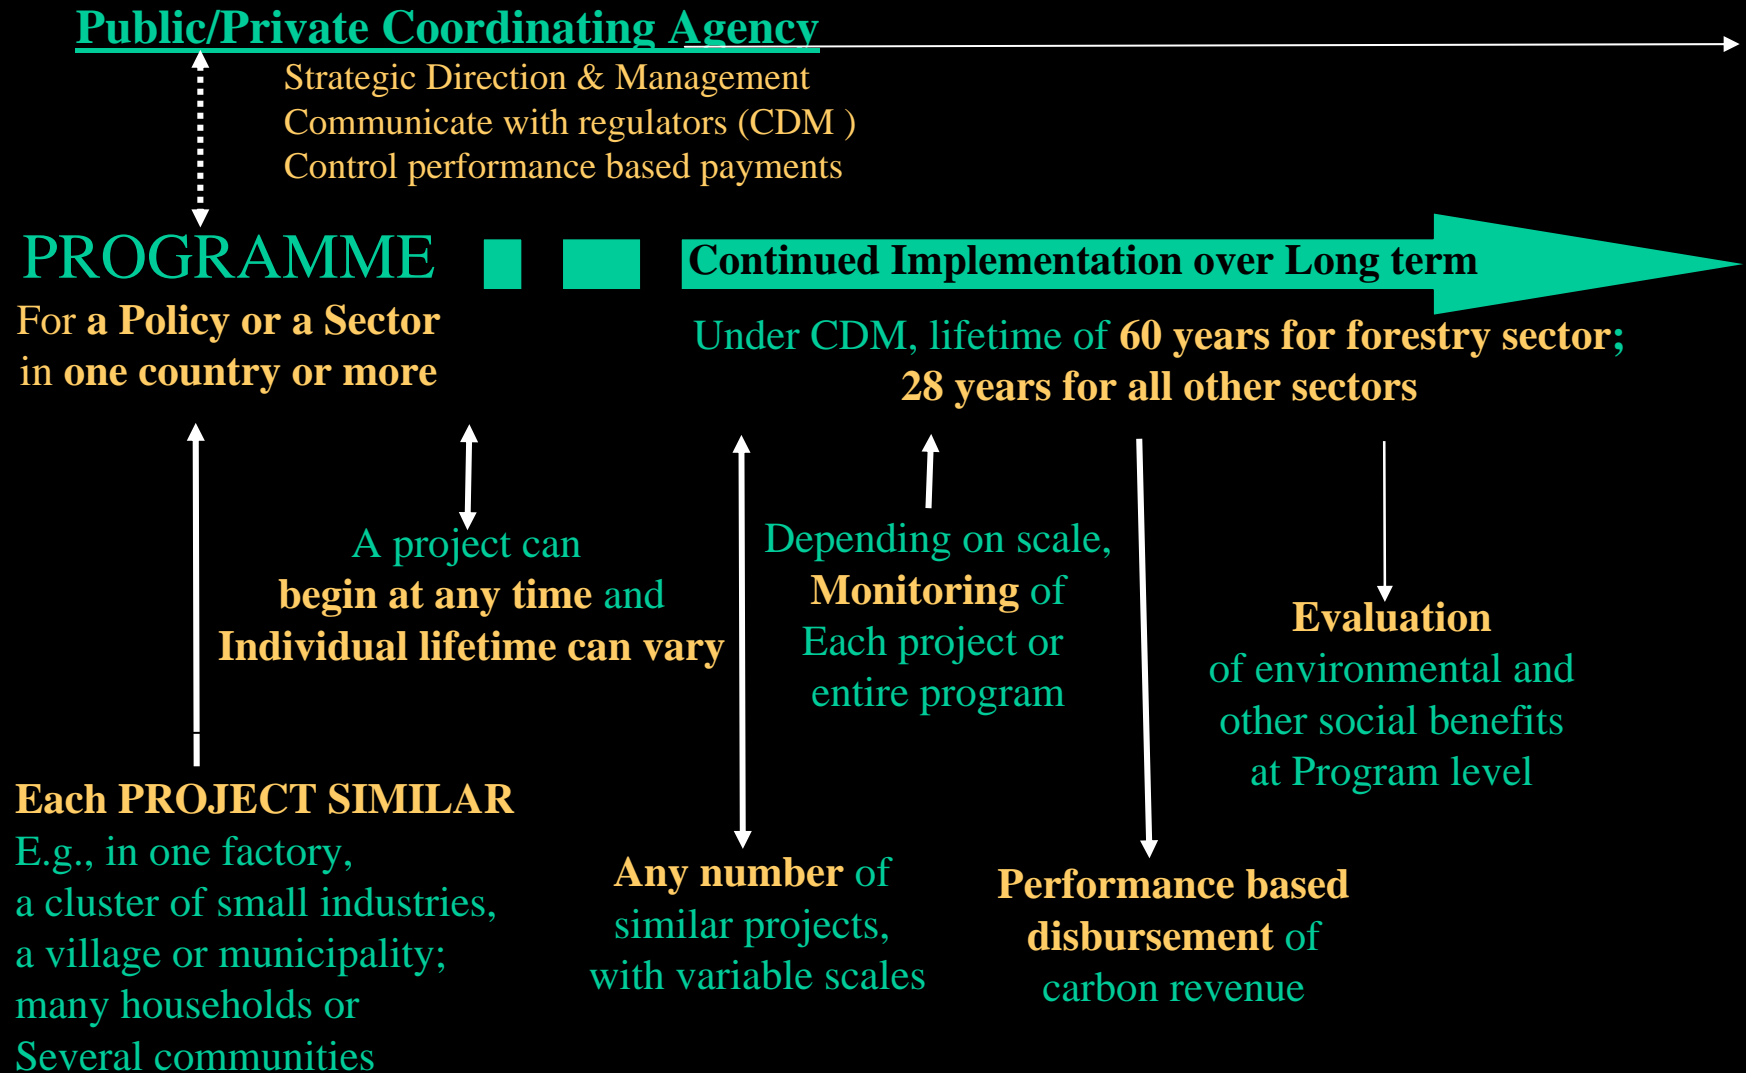 Public/Private Coordinating Agency
Strategic Direction & Management
Communicate with regulators (CDM )
Control performance based payments
PROGRAMME
Continued Implementation over Long term
For a Policy or a Sector
in one country or more
Under CDM, lifetime of 60 years for forestry sector;
28 years for all other sectors
A project can
begin at any time and
Individual lifetime can vary
Depending on scale,
Monitoring of
Each project or
entire program
Evaluation
of environmental and
other social benefits
at Program level
Each PROJECT SIMILAR
E.g., in one factory,
a cluster of small industries,
a village or municipality;
many households or
Several communities
Any number of
similar projects,
with variable scales
Performance based
disbursement of
carbon revenue